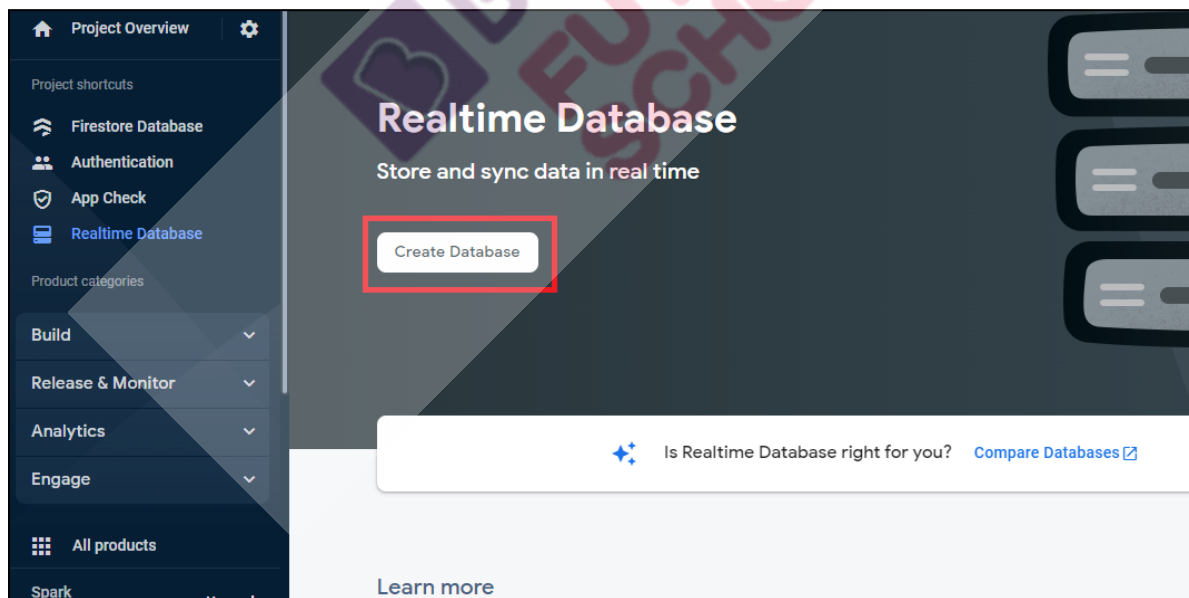 Project Overview
Project shortcuts
Firestore Database
Authentication
App Check
Realtime Database
Product categories
Build
Release & Monitor
Analytics
Engage
All products
Spark
Realtime Database
Store and sync data in real time
Create Database
Is Realtime Database right for you? Compare Databases
Learn more